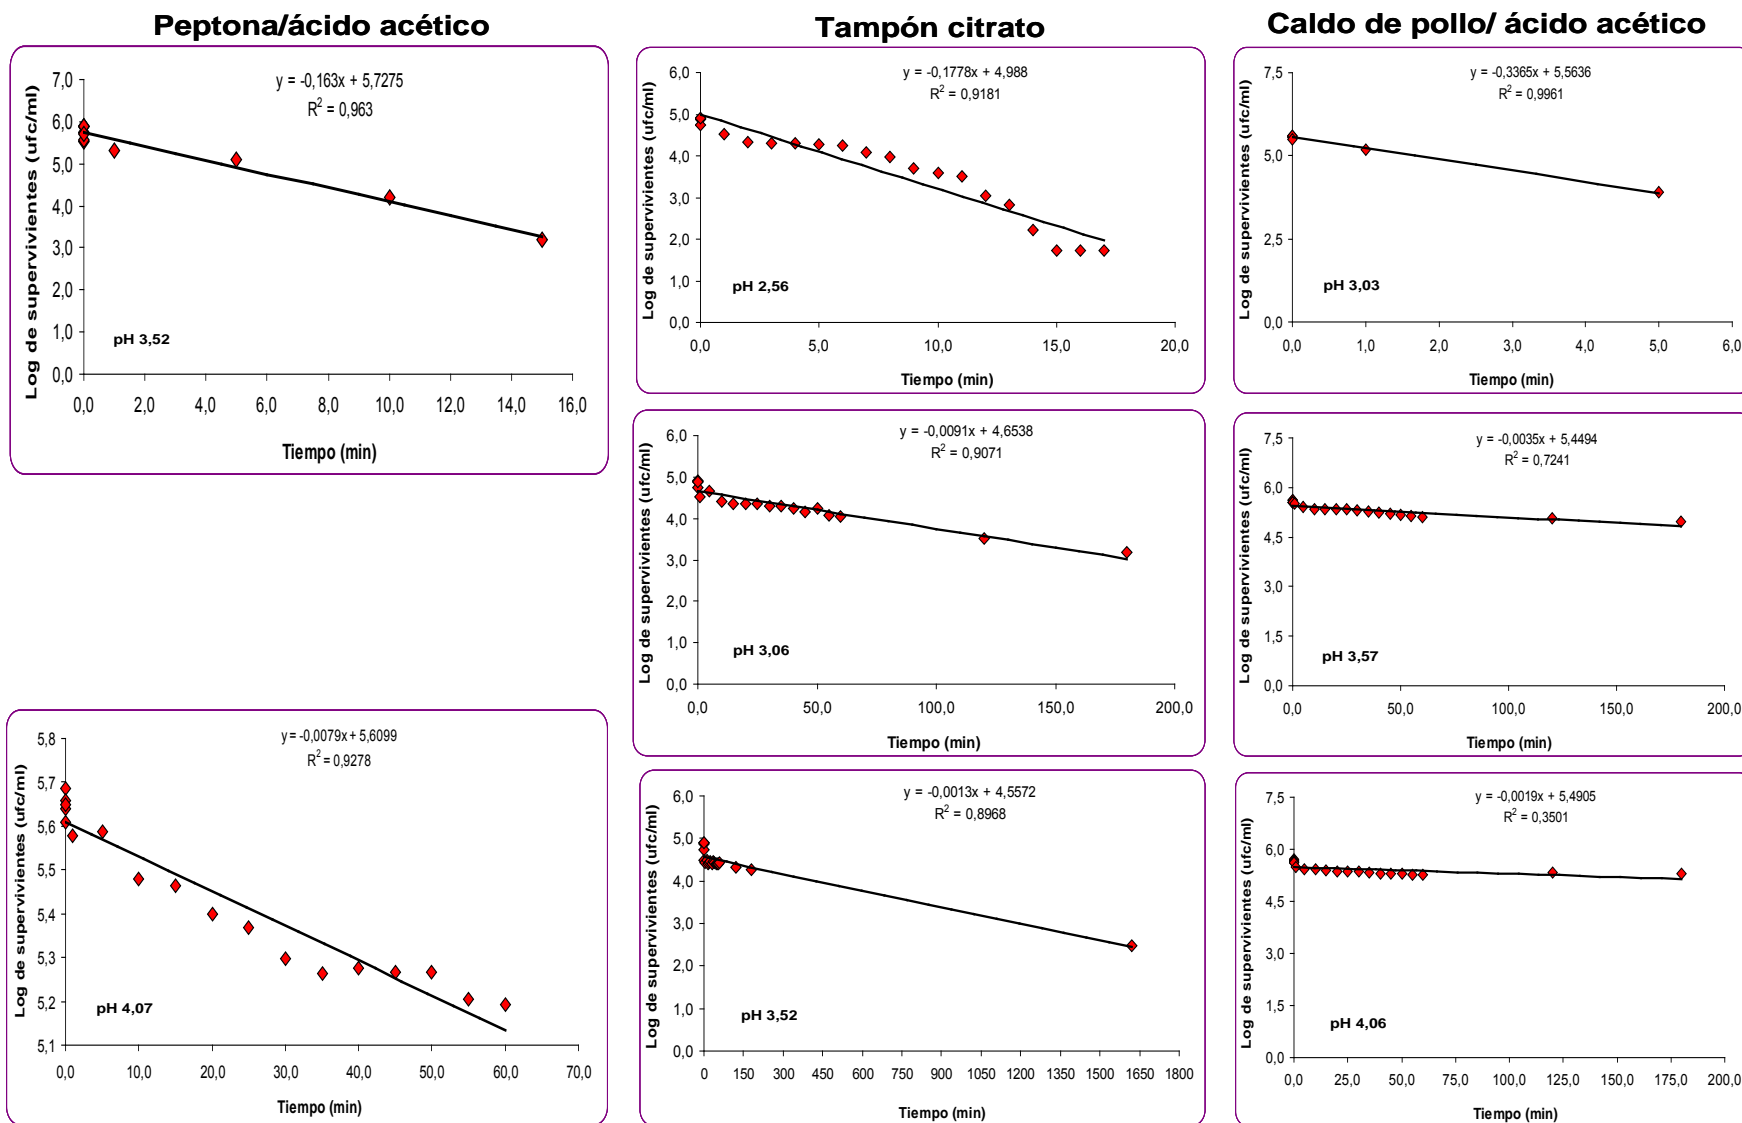 Peptona/ácido acético
Log de supervivientes (ufc/ml)
y = -0,163x + 5,7275
R² = 0,963
7,0
6,0
5,0
4,0
3,0
2,0
1,0
0,0
pH 3,52
0,0 2,0 4,0 6,0 8,0 10,0 12,0 14,0 16,0
Tiempo (min)
Log de supervivientes (ufc/ml)
y = -0,0079x + 5,6099
R² = 0,9278
5,8
5,7
5,6
5,5
5,4
5,3
5,2
5,1
pH 4,07
0,0 10,0 20,0 30,0 40,0 50,0 60,0 70,0
Tiempo (min)
Tampón citrato
Log de supervivientes (ufc/ml)
y = -0,1778x + 4,988
R² = 0,9181
6,0
5,0
4,0
3,0
2,0
1,0
0,0
pH 2,56
0,0 5,0 10,0 15,0 20,0
Tiempo (min)
Log de supervivientes (ufc/ml)
y = -0,0091x + 4,6538
R² = 0,9071
6,0
5,0
4,0
3,0
2,0
1,0
0,0
pH 3,06
0,0 50,0 100,0 150,0 200,0
Tiempo (min)
Log de supervivientes (ufc/ml)
y = -0,0013x + 4,5572
R² = 0,8968
6,0
5,0
4,0
3,0
2,0
1,0
0,0
pH 3,52
0 150 300 450 600 750 900 1050 1200 1350 1500 1650 1800
Tiempo (min)
Caldo de pollo/ ácido acético
Log de supervivientes (ufc/ml)
y = -0,3365x + 5,5636
R² = 0,9961
7,5
5,0
2,5
0,0
pH 3,03
0,0 1,0 2,0 3,0 4,0 5,0 6,0
Tiempo (min)
Log de supervivientes (ufc/ml)
y = -0,0035x + 5,4494
R² = 0,7241
7,5
6,0
4,5
3,0
1,5
0,0
pH 3,57
0,0 50,0 100,0 150,0 200,0
Tiempo (min)
Log de supervivientes (ufc/ml)
y = -0,0019x + 5,4905
R² = 0,3501
7,5
6,0
4,5
3,0
1,5
0,0
pH 4,06
0,0 25,0 50,0 75,0 100,0 125,0 150,0 175,0 200,0
Tiempo (min)